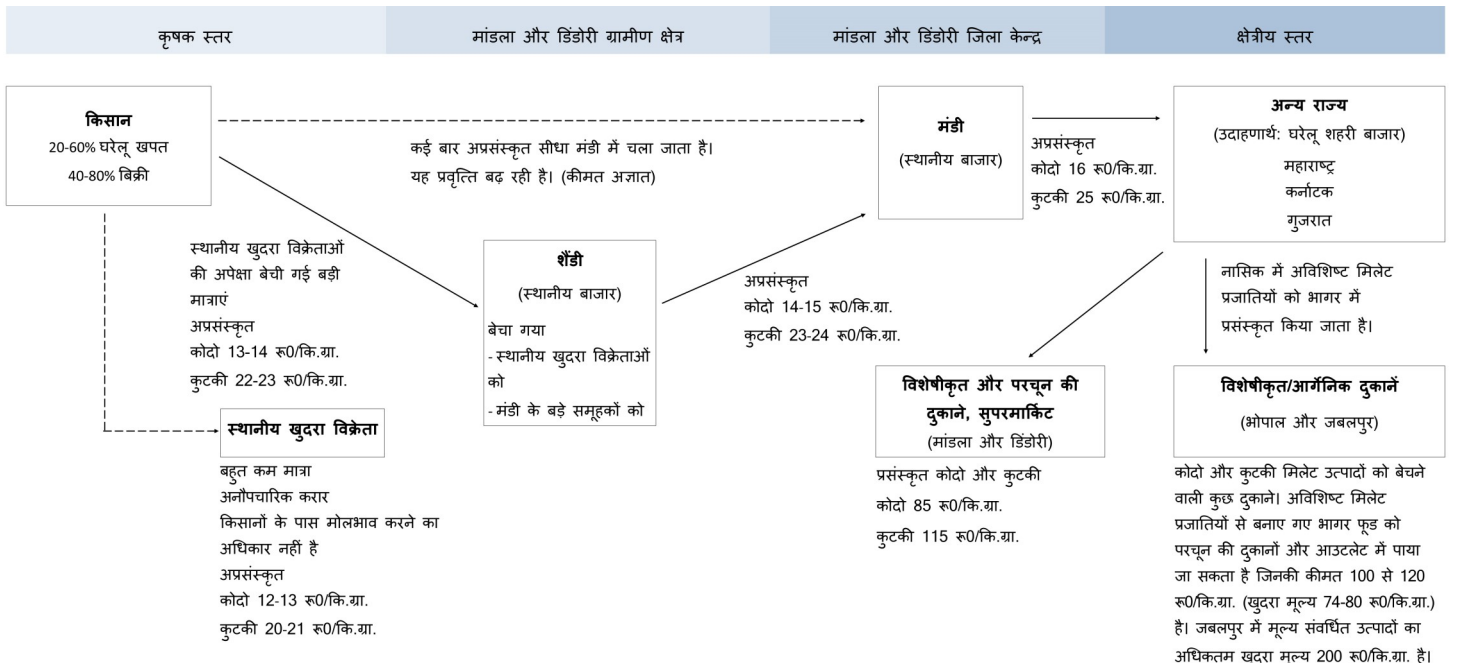 कृषक स्तर
मांडला और डिंडोरी ग्रामीण क्षेत्र
मांडला और डिंडोरी जिला केन्द्र
क्षेत्रीय स्तर
किसान
20-60% घरेलू खपत
40-80% बिक्री
कई बार अप्रसंस्कृत सीधा मंडी में चला जाता है।
यह प्रवृत्ति बढ़ रही है। (कीमत अज्ञात)
मंडी
(स्थानीय बाजार)
अप्रसंस्कृत
कोदो 16 रू0/कि.ग्रा.
कुटकी 25 रू0/कि.ग्रा.
अन्य राज्य
(उदाहणार्थ: घरेलू शहरी बाजार)
महाराष्ट्र
कर्नाटक
गुजरात
स्थानीय खुदरा विक्रेताओं
की अपेक्षा बेची गई बड़ी
मात्राएं
अप्रसंस्कृत
कोदो 13-14 रू0/कि.ग्रा.
कुटकी 22-23 रू0/कि.ग्रा.
शैंडी
(स्थानीय बाजार)
बेचा गया
- स्थानीय खुदरा विक्रेताओं
को
- मंडी के बड़े समूहकों को
अप्रसंस्कृत
कोदो 14-15 रू0/कि.ग्रा.
कुटकी 23-24 रू0/कि.ग्रा.
नासिक में अविशिष्ट मिलेट
प्रजातियों को भागर में
प्रसंस्कृत किया जाता है।
स्थानीय खुदरा विक्रेता
बहुत कम मात्रा
अनौपचारिक करार
किसानों के पास मोलभाव करने का
अधिकार नहीं है
अप्रसंस्कृत
कोदो 12-13 रू0/कि.ग्रा.
कुटकी 20-21 रू0/कि.ग्रा.
विशेषीकृत और परचून की
दुकाने, सुपरमार्किट
(मांडला और डिंडोरी)
प्रसंस्कृत कोदो और कुटकी
कोदो 85 रू0/कि.ग्रा.
कुटकी 115 रू0/कि.ग्रा.
विशेषीकृत/आर्गेनिक दुकानें
(भोपाल और जबलपुर)
कोदो और कुटकी मिलेट उत्पादों को बेचने
वाली कुछ दुकाने। अविशिष्ट मिलेट
प्रजातियों से बनाए गए भागर फूड को
परचून की दुकानों और आउटलेट में पाया
जा सकता है जिनकी कीमत 100 से 120
रू0/कि.ग्रा. (खुदरा मूल्य 74-80 रू0/कि.ग्रा.)
है। जबलपुर में मूल्य संवर्धित उत्पादों का
अधिकतम खुदरा मूल्य 200 रू0/कि.ग्रा. है।